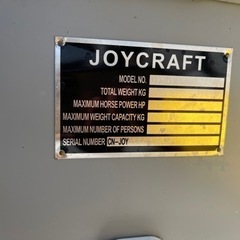 JOYCRAFT
MODEL NO.
TOTAL WEIGHT KG
MAXIMUM HORSE POWER HP
MAXIMUM WEIGHT CAPACITY KG
MAXIMUM NUMBER OF PERSONS
SERIAL NUMBER CN-JOY